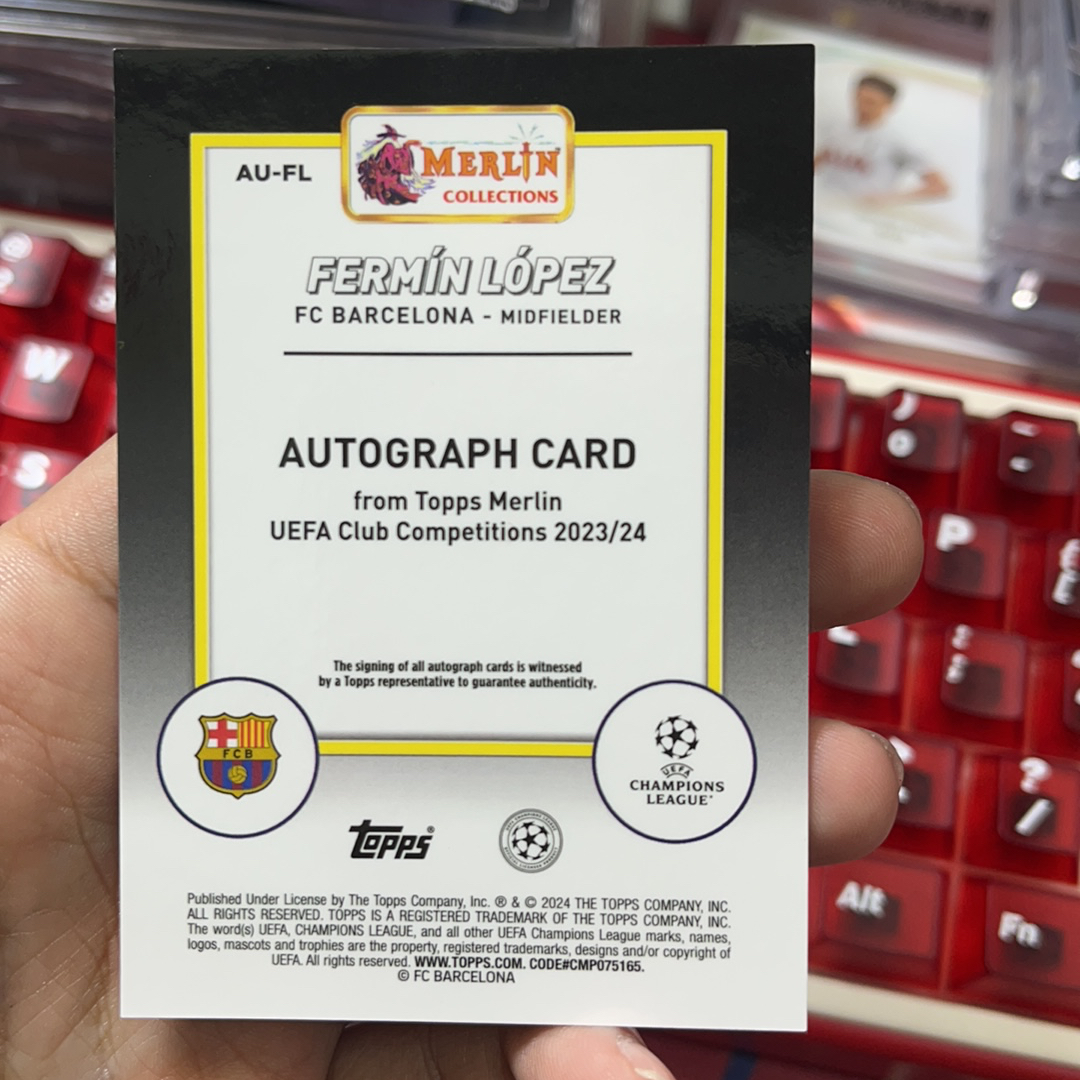 AU-FL
MERLIN
COLLECTIONS
FERMÍN LÓPEZ
FC BARCELONA - MIDFIELDER
AUTOGRAPH CARD
from Topps Merlin
UEFA Club Competitions 2023/24
The signing of all autograph cards is witnessed
by a Topps representative to guarantee authenticity.
FCB
UEFA
CHAMPIONS
LEAGUE
topps®
Published Under License by The Topps Company, Inc. ® & © 2024 THE TOPPS COMPANY, INC.
ALL RIGHTS RESERVED. TOPPS IS A REGISTERED TRADEMARK OF THE TOPPS COMPANY, INC.
The word(s) UEFA, CHAMPIONS LEAGUE, and all other UEFA Champions League marks, names,
logos, mascots and trophies are the property, registered trademarks, designs and/or copyright of
UEFA. All rights reserved. WWW.TOPPS.COM. CODE#CMP075165.
© FC BARCELONA
W
S
P
?
/
Alt
Fn